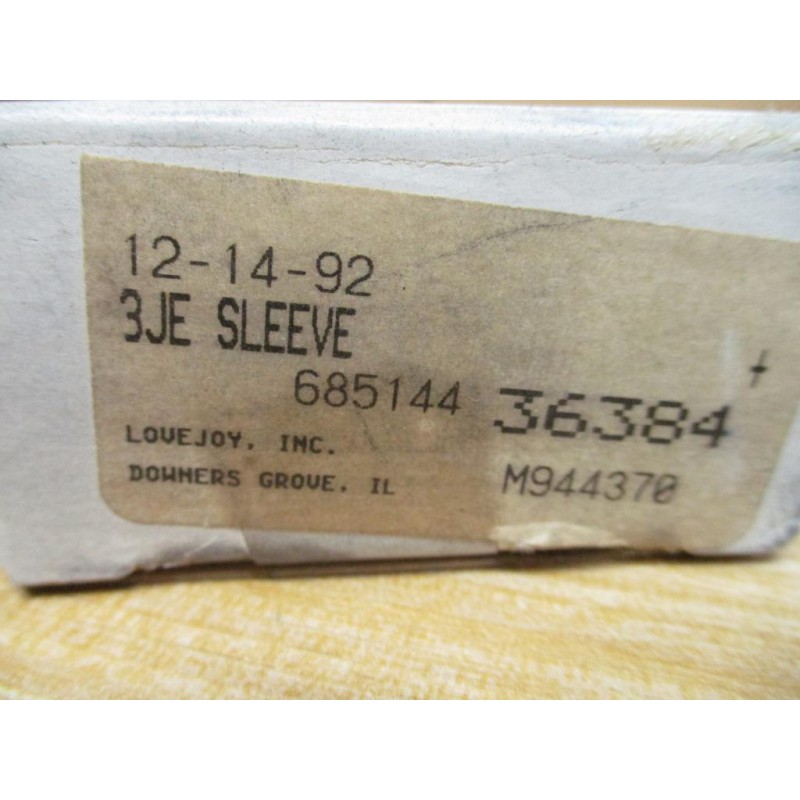 12-14-92
3JE SLEEVE
685144 36384
LOVEJOY, INC.
DOWNERS GROVE, IL M944370